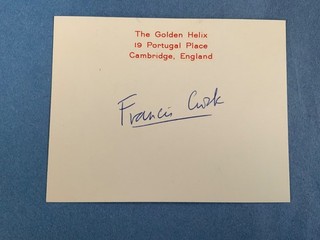 The Golden Helix
19 Portugal Place
Cambridge, England
Francis Crick